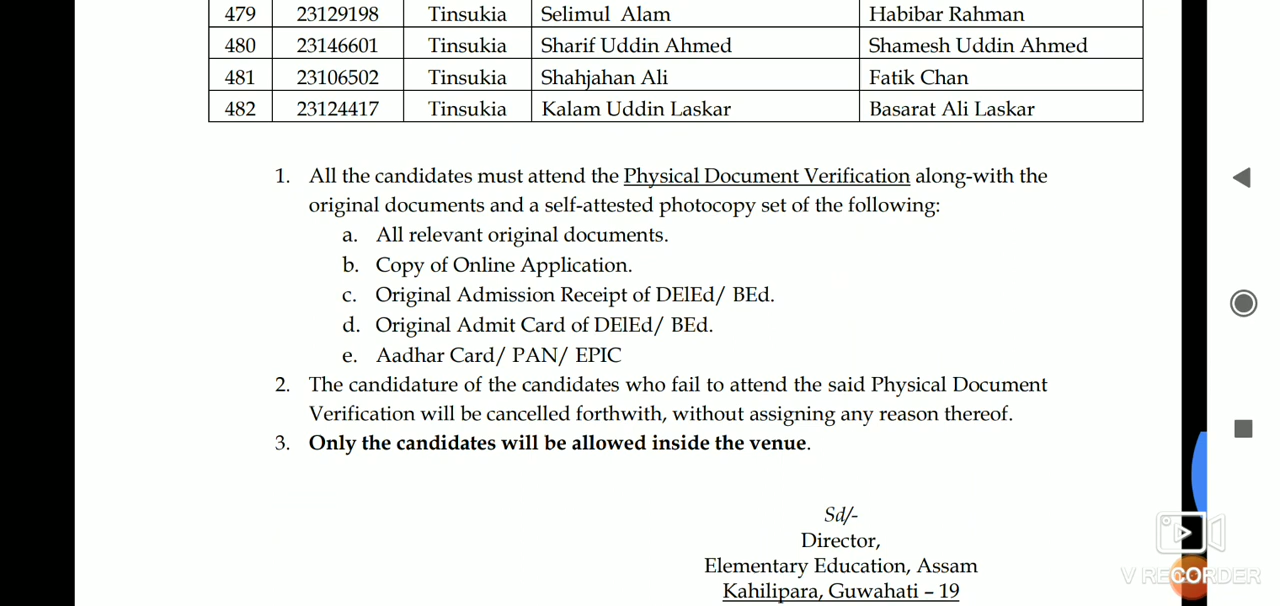 479 23129198 Tinsukia Selimul Alam Habibar Rahman
480 23146601 Tinsukia Sharif Uddin Ahmed Shamesh Uddin Ahmed
481 23106502 Tinsukia Shahjahan Ali Fatik Chan
482 23124417 Tinsukia Kalam Uddin Laskar Basarat Ali Laskar
1. All the candidates must attend the Physical Document Verification along-with the
original documents and a self-attested photocopy set of the following:
a. All relevant original documents.
b. Copy of Online Application.
c. Original Admission Receipt of DElEd/ BEd.
d. Original Admit Card of DElEd/ BEd.
e. Aadhar Card/ PAN/ EPIC
2. The candidature of the candidates who fail to attend the said Physical Document
Verification will be cancelled forthwith, without assigning any reason thereof.
3. Only the candidates will be allowed inside the venue.
Sd/-
Director,
Elementary Education, Assam
Kahilipara, Guwahati – 19
V RECORDER